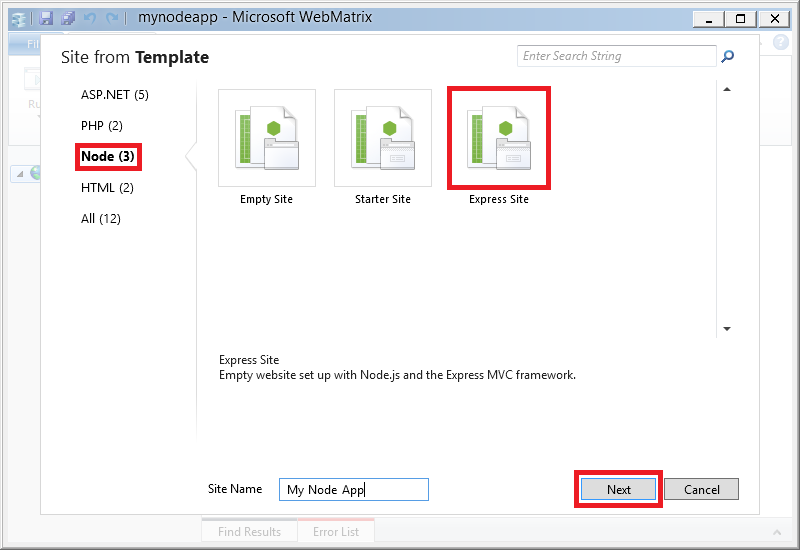 mynodeapp - Microsoft WebMatrix
Site from Template
Enter Search String
ASP.NET (5)
PHP (2)
Node (3)
HTML (2)
All (12)
Empty Site
Starter Site
Express Site
Express Site
Empty website set up with Node.js and the Express MVC framework.
Site Name
My Node App
Next
Cancel
Find Results
Error List